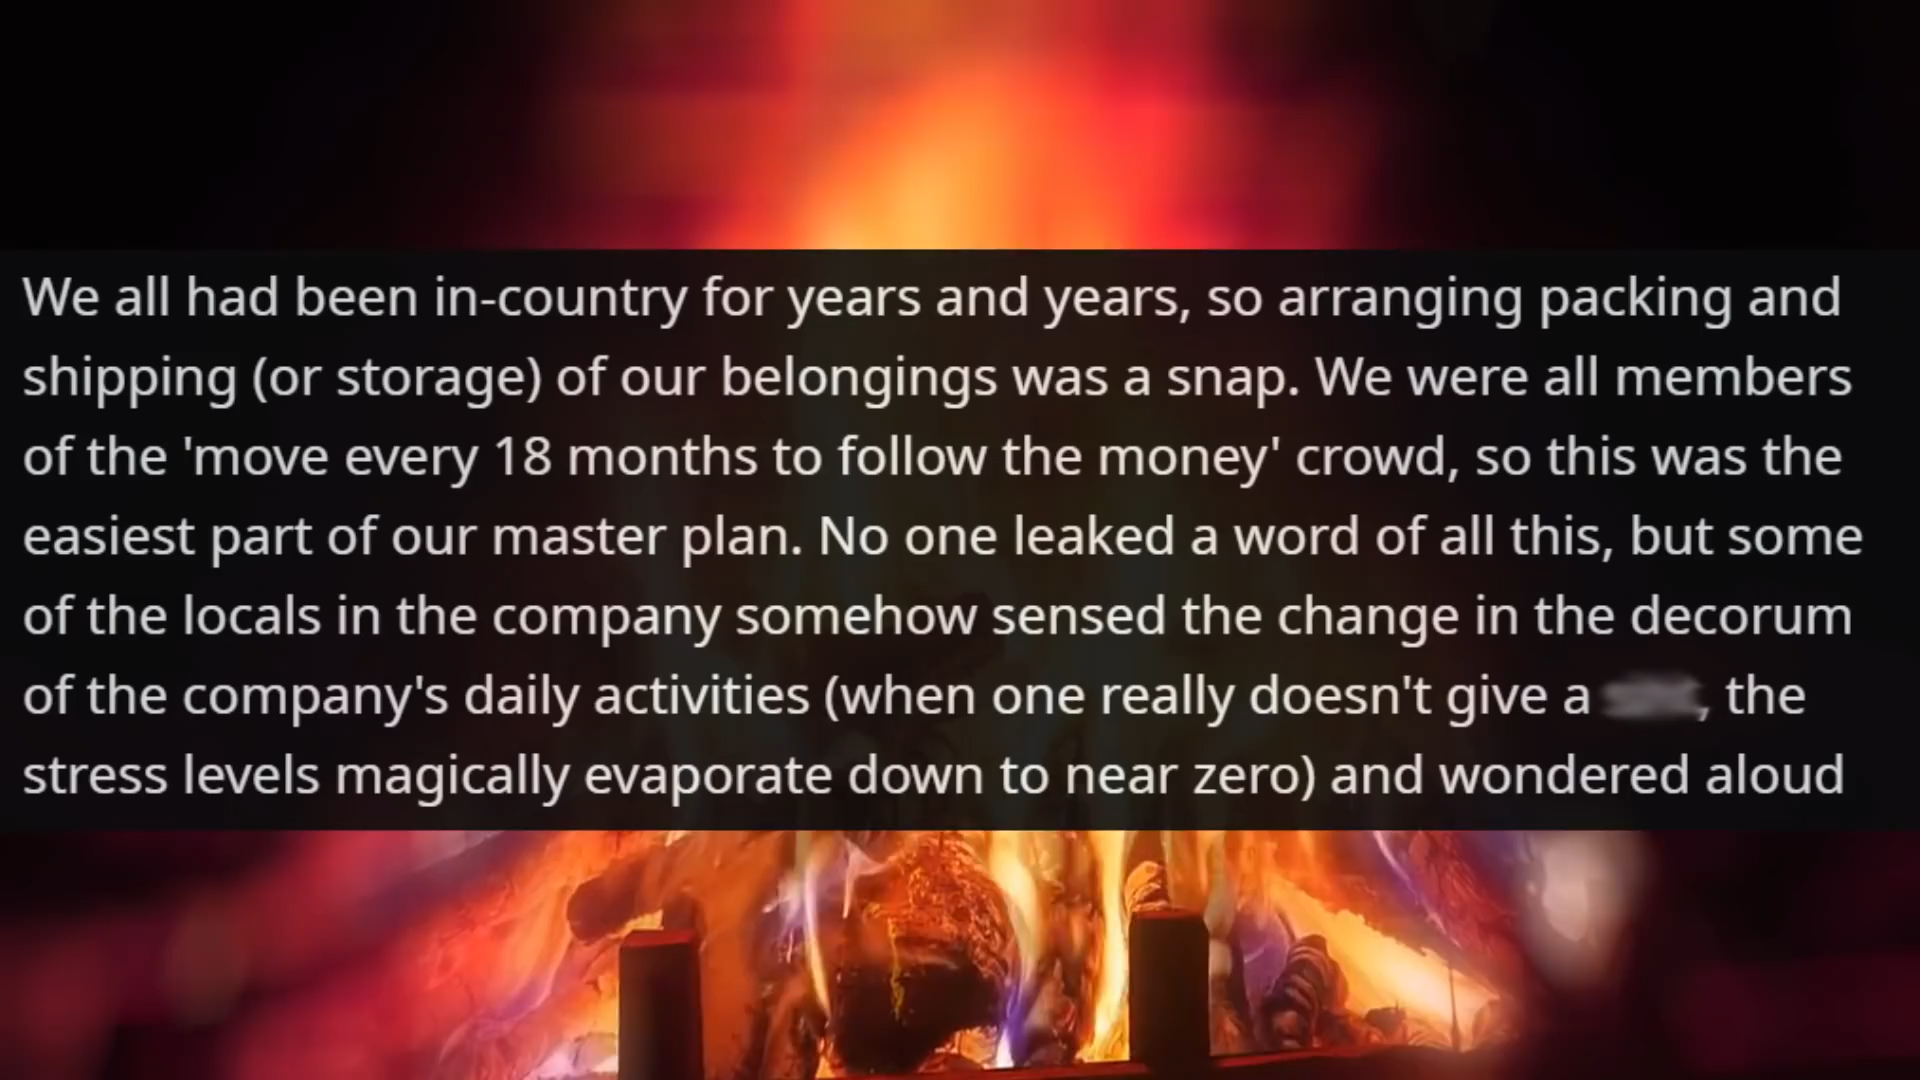 We all had been in-country for years and years, so arranging packing and
shipping (or storage) of our belongings was a snap. We were all members
of the 'move every 18 months to follow the money' crowd, so this was the
easiest part of our master plan. No one leaked a word of all this, but some
of the locals in the company somehow sensed the change in the decorum
of the company's daily activities (when one really doesn't give a , the
stress levels magically evaporate down to near zero) and wondered aloud